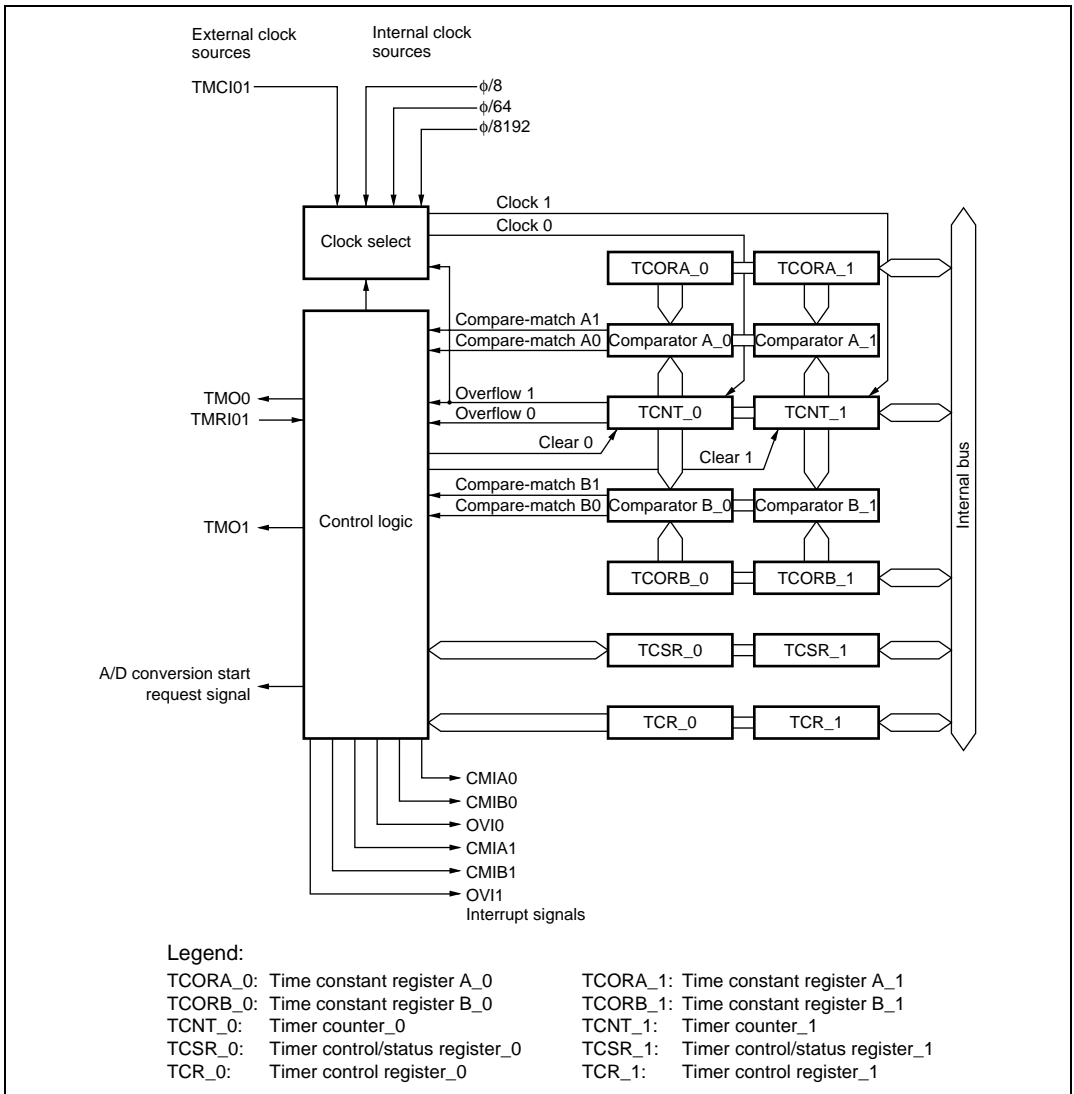 External clock
sources
Internal clock
sources
TMCI01
ϕ/8
ϕ/64
ϕ/8192
Clock select
Clock 1
Clock 0
TCORA_0
TCORA_1
Compare-match A1
Compare-match A0
Comparator A_0
Comparator A_1
TMO0
TMRI01
Overflow 1
Overflow 0
TCNT_0
TCNT_1
Clear 0
Clear 1
Compare-match B1
Compare-match B0
Comparator B_0
Comparator B_1
Internal bus
TMO1
Control logic
TCORB_0
TCORB_1
TCSR_0
TCSR_1
A/D conversion start
request signal
TCR_0
TCR_1
CMIA0
CMIB0
OVI0
CMIA1
CMIB1
OVI1
Interrupt signals
Legend:
TCORA_0: Time constant register A_0
TCORB_0: Time constant register B_0
TCNT_0: Timer counter_0
TCSR_0: Timer control/status register_0
TCR_0: Timer control register_0
TCORA_1: Time constant register A_1
TCORB_1: Time constant register B_1
TCNT_1: Timer counter_1
TCSR_1: Timer control/status register_1
TCR_1: Timer control register_1